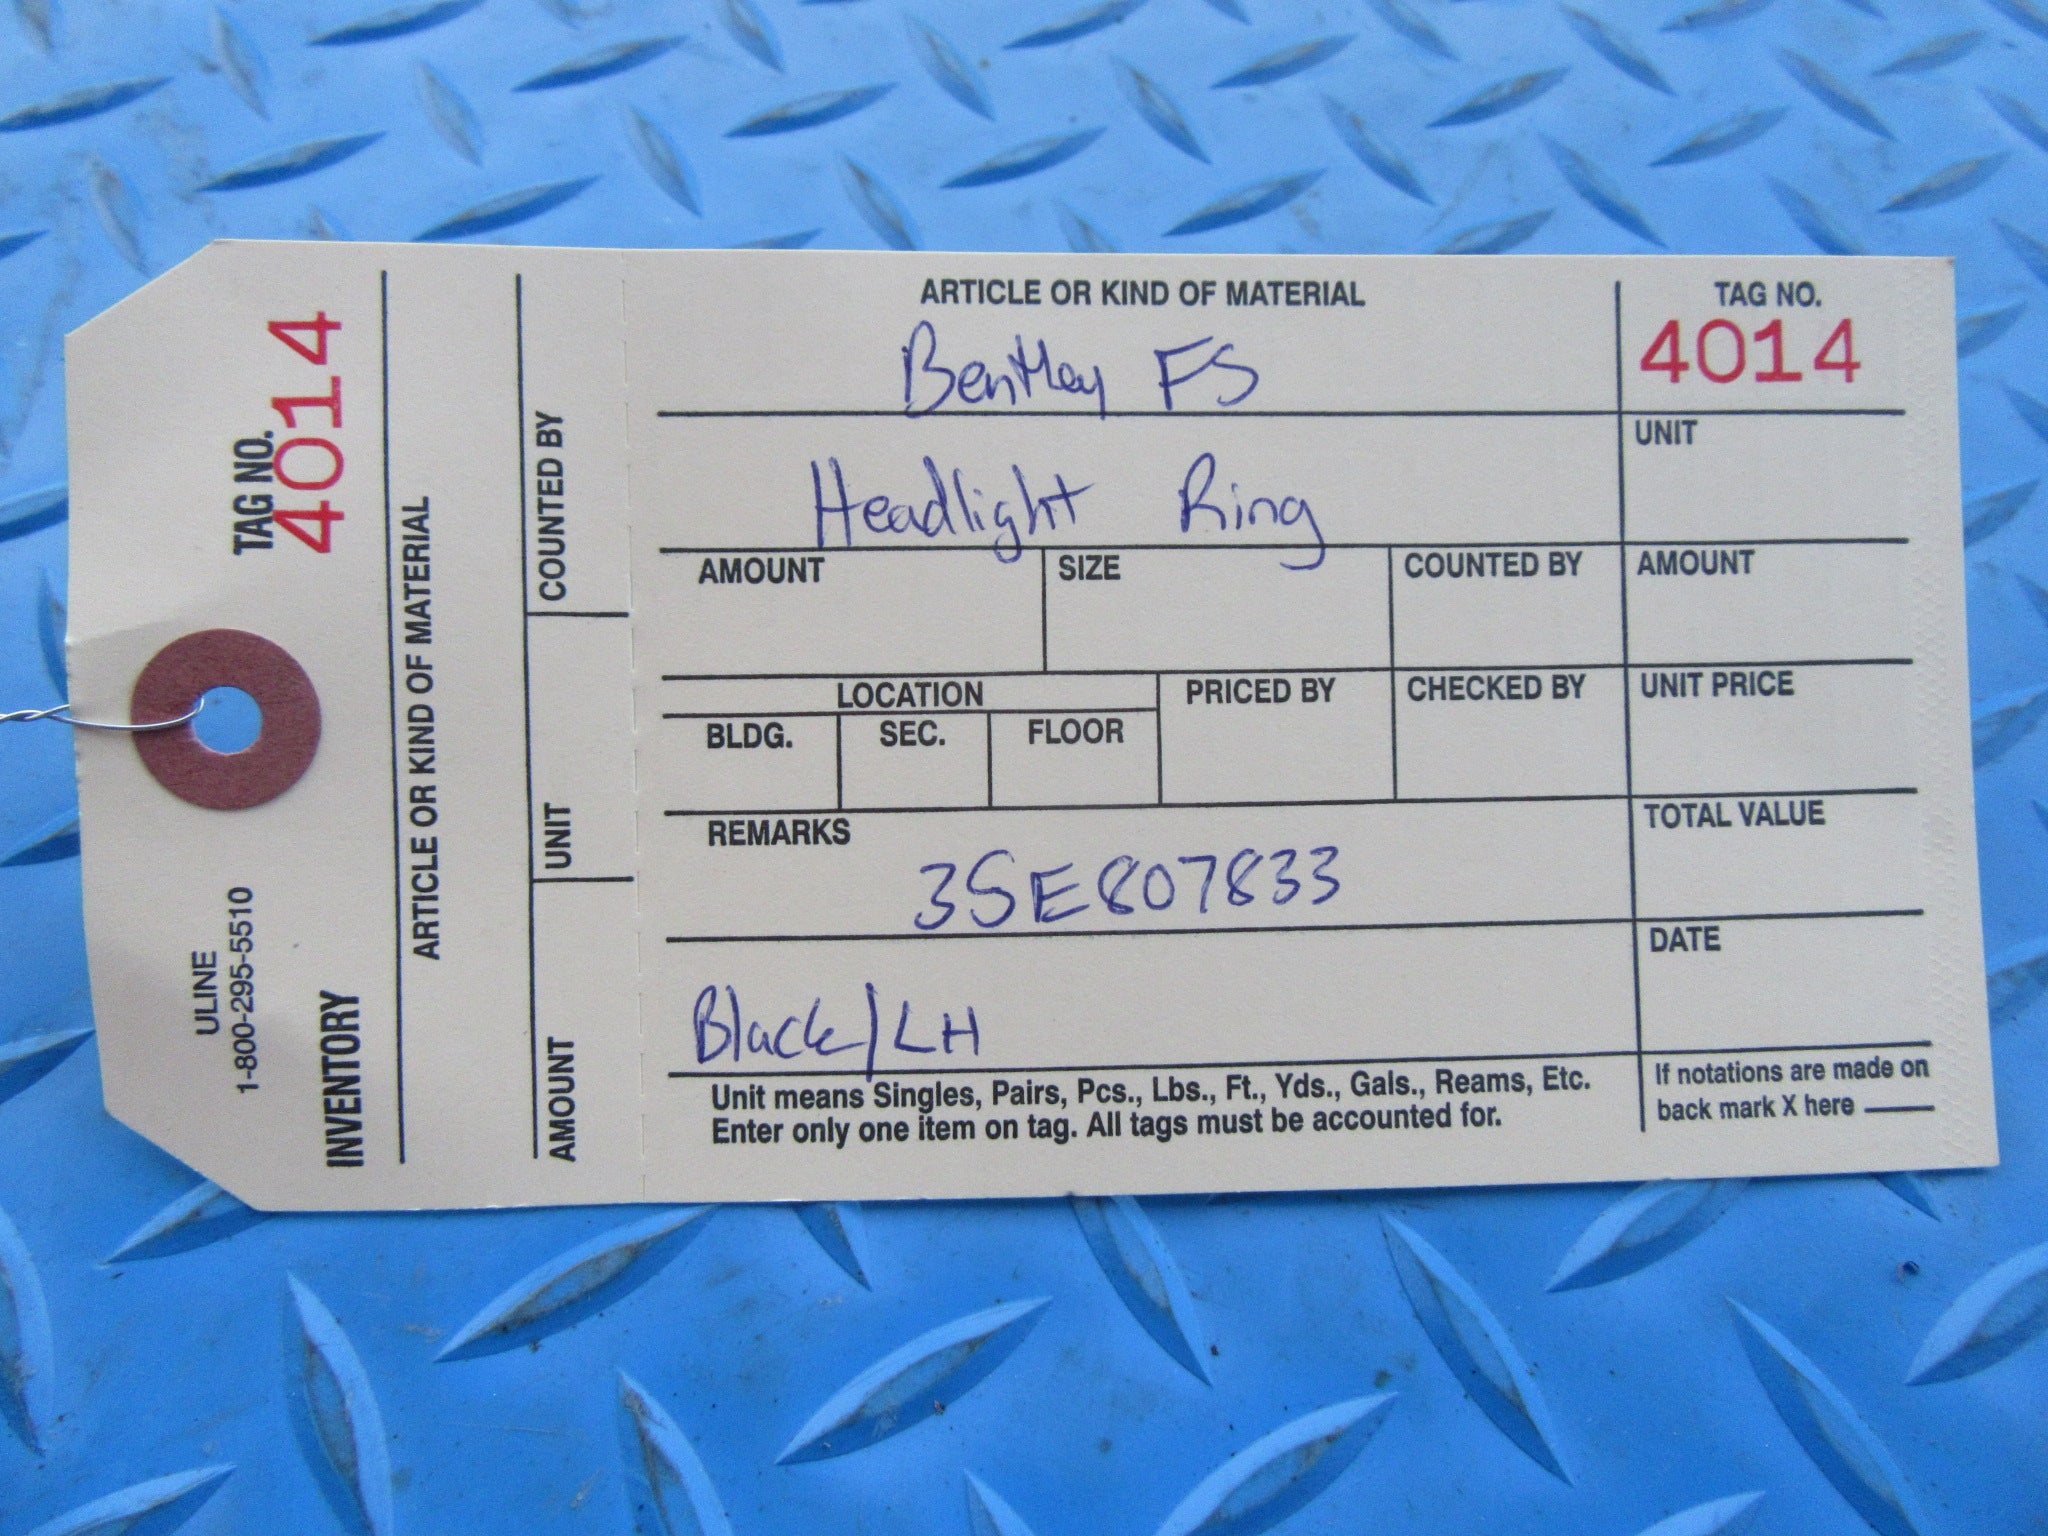 TAG NO.
4014
ULINE
1-800-295-5510
INVENTORY
ARTICLE OR KIND OF MATERIAL
COUNTED BY
UNIT
AMOUNT
ARTICLE OR KIND OF MATERIAL
Bentley FS
Headlight Ring
TAG NO.
4014
UNIT
AMOUNT SIZE COUNTED BY AMOUNT
LOCATION PRICED BY CHECKED BY UNIT PRICE
BLDG. SEC. FLOOR
REMARKS TOTAL VALUE
3SE807833
DATE
Black/LH
Unit means Singles, Pairs, Pcs., Lbs., Ft., Yds., Gals., Reams, Etc.
Enter only one item on tag. All tags must be accounted for.
If notations are made on
back mark X here